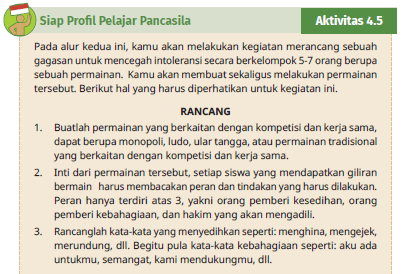 Siap Profil Pelajar Pancasila
Aktivitas 4.5
Pada alur kedua ini, kamu akan melakukan kegiatan merancang sebuah
gagasan untuk mencegah intoleransi secara berkelompok 5-7 orang berupa
sebuah permainan. Kamu akan membuat sekaligus melakukan permainan
tersebut. Berikut hal yang harus diperhatikan untuk kegiatan ini.
RANCANG
1. Buatlah permainan yang berkaitan dengan kompetisi dan kerja sama,
dapat berupa monopoli, ludo, ular tangga, atau permainan tradisional
yang berkaitan dengan kompetisi dan kerja sama.
2. Inti dari permainan tersebut, setiap siswa yang mendapatkan giliran
bermain harus membacakan peran dan tindakan yang harus dilakukan.
Peran hanya terdiri atas 3, yakni orang pemberi kesedihan, orang
pemberi kebahagiaan, dan hakim yang akan mengadili.
3. Rancanglah kata-kata yang menyedihkan seperti: menghina, mengejek,
merundung, dll. Begitu pula kata-kata kebahagiaan seperti: aku ada
untukmu, semangat, kami mendukungmu, dll.